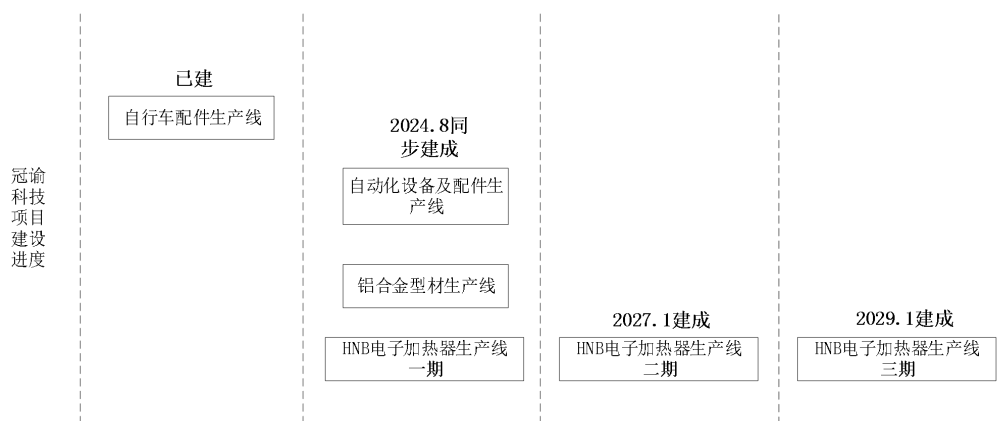 冠谕
科技
项目
建设
进度
已建
自行车配件生产线
2024.8同
步建成
自动化设备及配件生
产线
铝合金型材生产线
HNB电子加热器生产线
一期
2027.1建成
HNB电子加热器生产线
二期
2029.1建成
HNB电子加热器生产线
三期